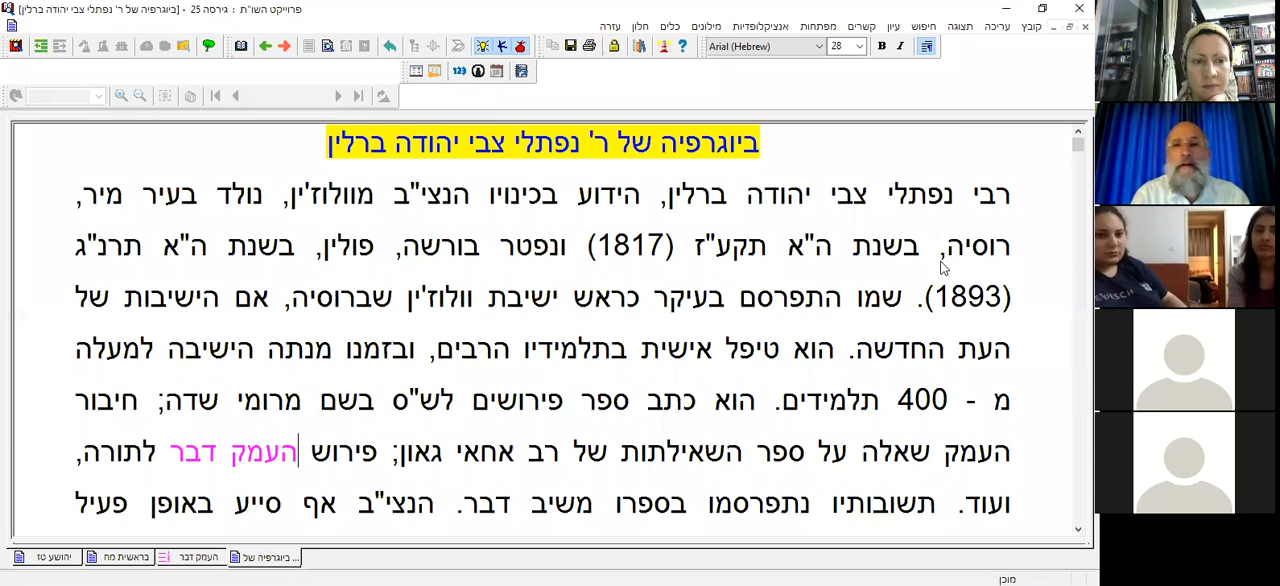 פרוייקט השו"ת - גירסה 25 - [ביוגרפיה של ר' נפתלי צבי יהודה ברלין]
קובץ עריכה תצוגה חיפוש עיון קשרים מפתחות אנציקלופדיות מילונים כלים חלון עזרה
Arial (Hebrew) 28 B I
123
ביוגרפיה של ר' נפתלי צבי יהודה ברלין
רבי נפתלי צבי יהודה ברלין, הידוע בכינויו הנצי"ב מוולוז'ין, נולד בעיר מיר,
רוסיה, בשנת ה"א תקע"ז (1817) ונפטר בורשה, פולין, בשנת ה"א תרנ"ג
(1893). שמו התפרסם בעיקר כראש ישיבת וולוז'ין שברוסיה, אם הישיבות של
העת החדשה. הוא טיפל אישית בתלמידיו הרבים, ובזמנו מנתה הישיבה למעלה
מ - 400 תלמידים. הוא כתב ספר פירושים לש"ס בשם מרומי שדה; חיבור
העמק שאלה על ספר השאילתות של רב אחאי גאון; פירוש העמק דבר לתורה,
ועוד. תשובותיו נתפרסמו בספרו משיב דבר. הנצי"ב אף סייע באופן פעיל
ביוגרפיה של ... העמק דבר בראשית מח יהושע טז
מוכן